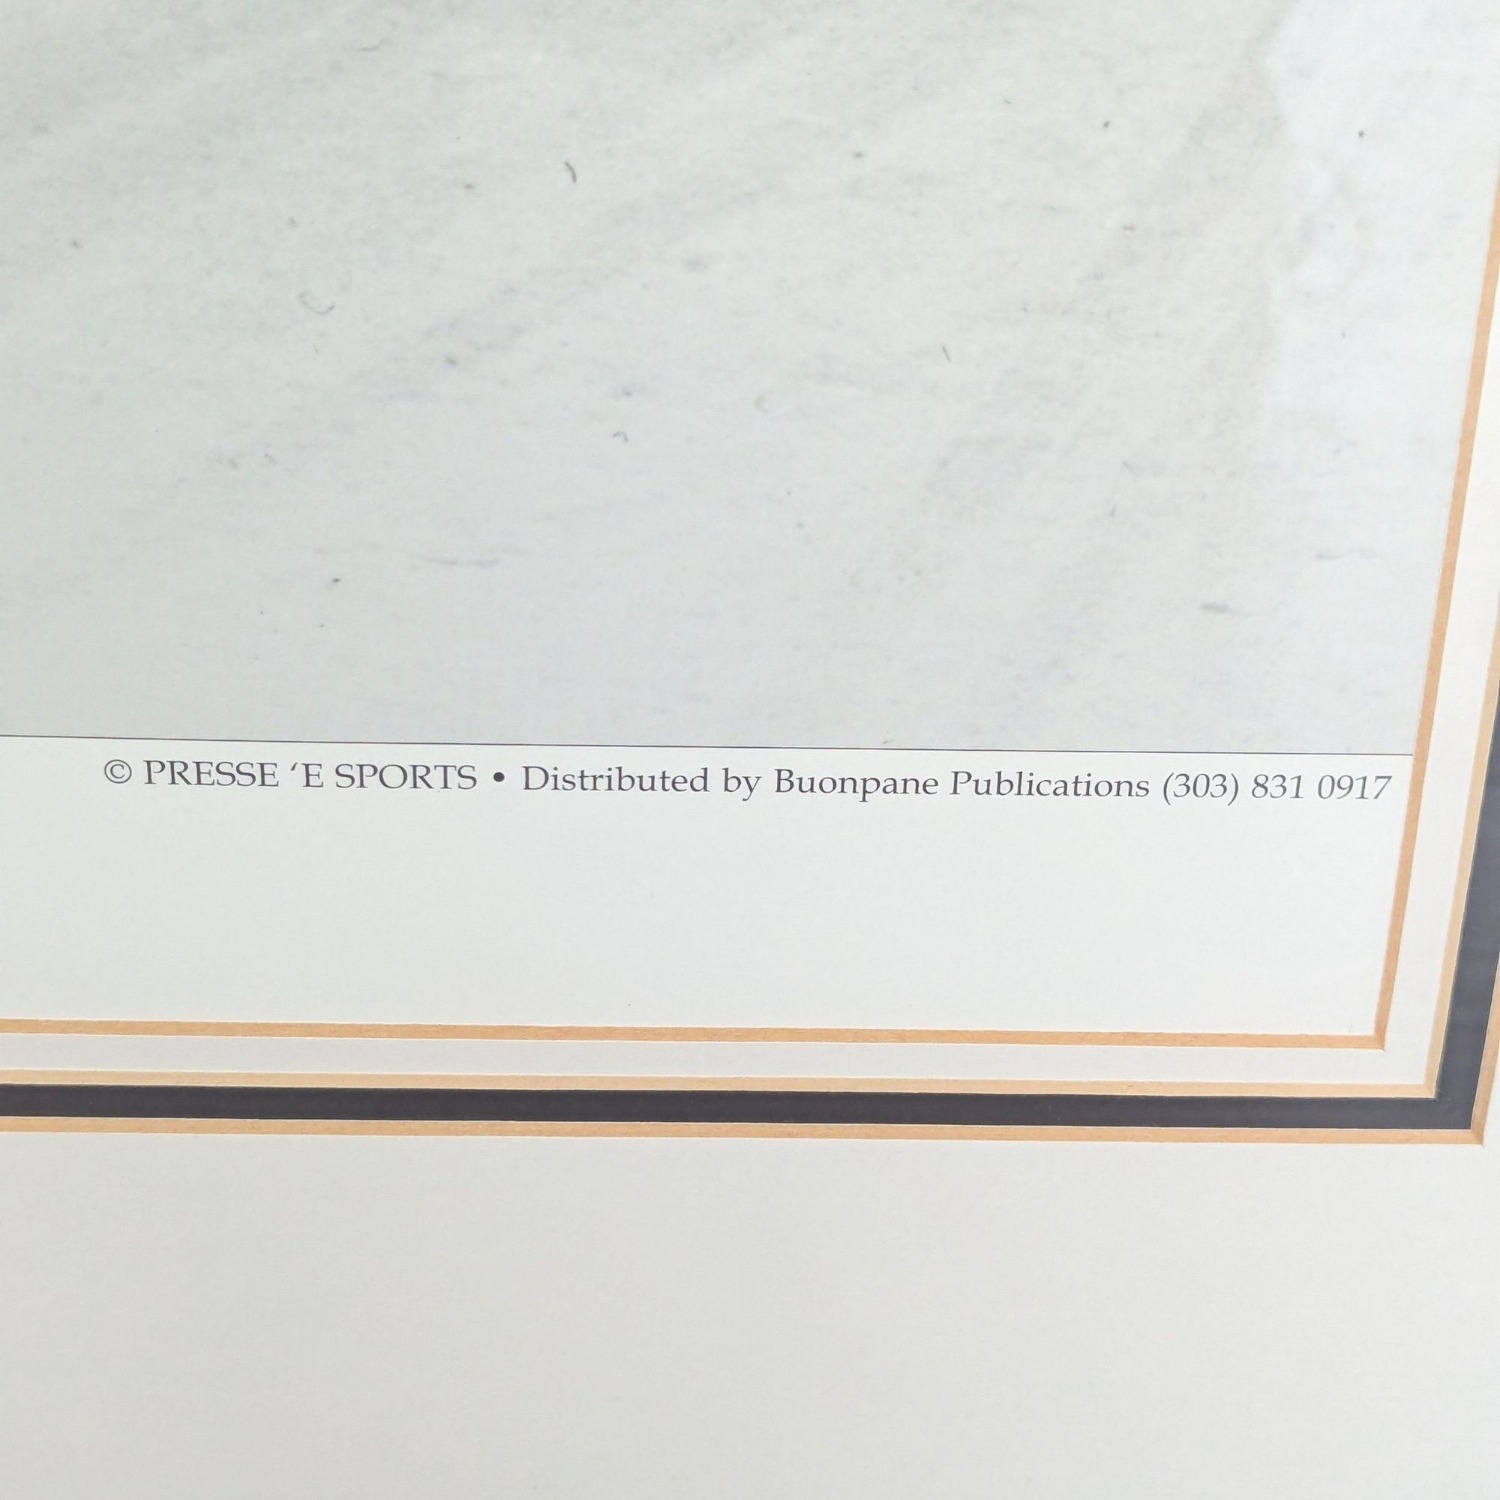 © PRESSE ‘E SPORTS • Distributed by Buonpane Publications (303) 831 0917